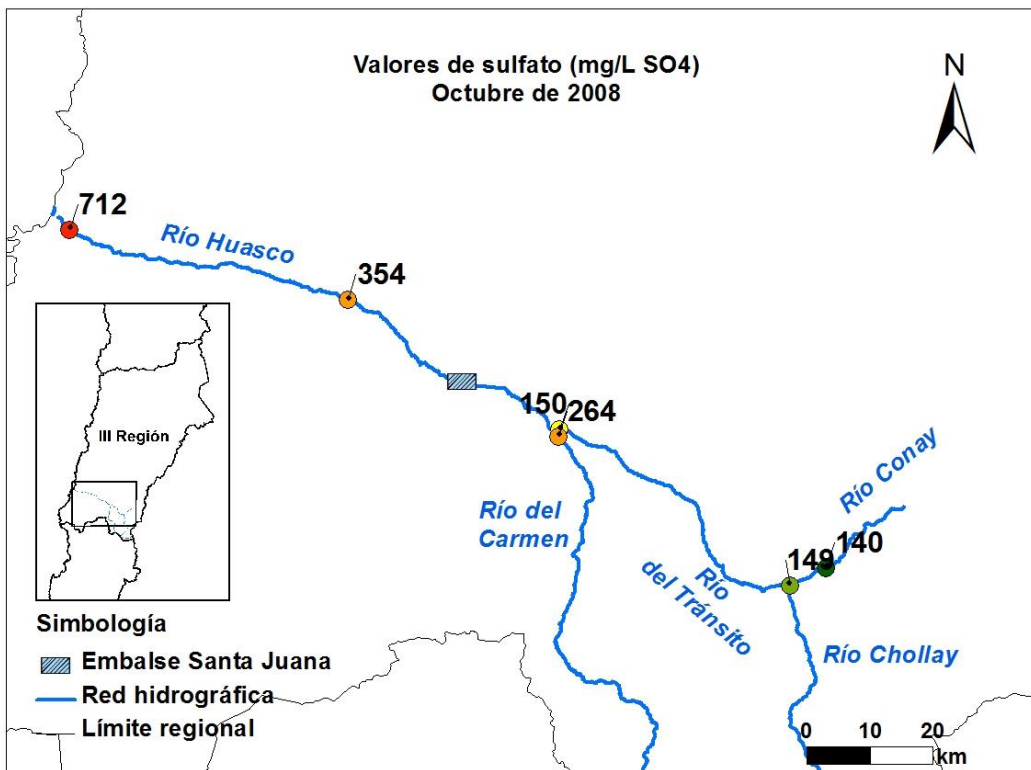 Valores de sulfato (mg/L SO4)
Octubre de 2008
N
712
Río Huasco
354
150
264
III Región
Río Conay
Río del
Carmen
149
140
Río
del Tránsito
Río Chollay
Simbología
Embalse Santa Juana
Red hidrográfica
Límite regional
0 10 20
km